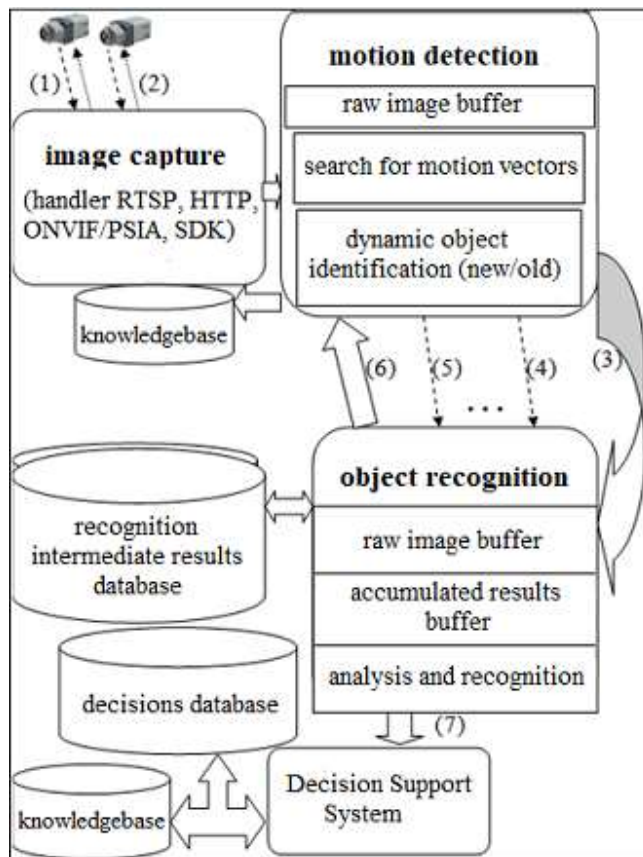 (1)
(2)
image capture
(handler RTSP, HTTP,
ONVIF/PSIA, SDK)
knowledgebase
motion detection
raw image buffer
search for motion vectors
dynamic object
identification (new/old)
(3)
(6)
(5)
(4)
...
object recognition
raw image buffer
accumulated results
buffer
analysis and recognition
recognition
intermediate results
database
(7)
decisions database
knowledgebase
Decision Support
System